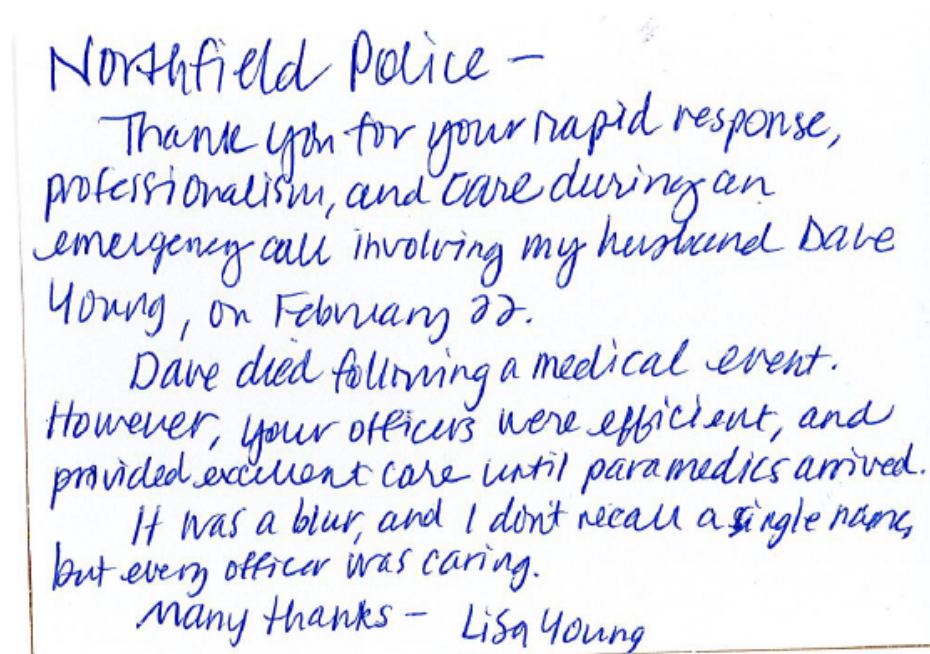 Northfield Police –
Thank you for your rapid response,
professionalism, and care during an
emergency call involving my husband Dave
Young, on February 22.
Dave died following a medical event.
However, your officers were efficient, and
provided excellent care until paramedics arrived.
It was a blur, and I don't recall a single name,
but every officer was caring.
Many thanks – Lisa Young